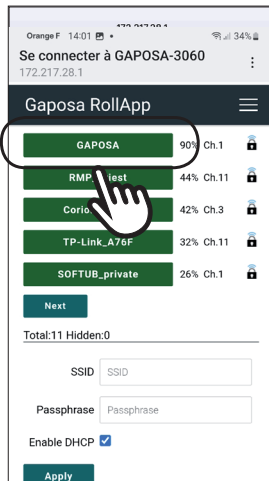 172.217.28.1
Orange F 14:01 34%
Se connecter à GAPOSA-3060
172.217.28.1
Gaposa RollApp
GAPOSA 90% Ch.1
44% Ch.11
42% Ch.3
TP-Link_A76F 32% Ch.11
SOFTUB_private 26% Ch.1
Next
Total:11 Hidden:0
SSID SSID
Passphrase Passphrase
Enable DHCP
Apply